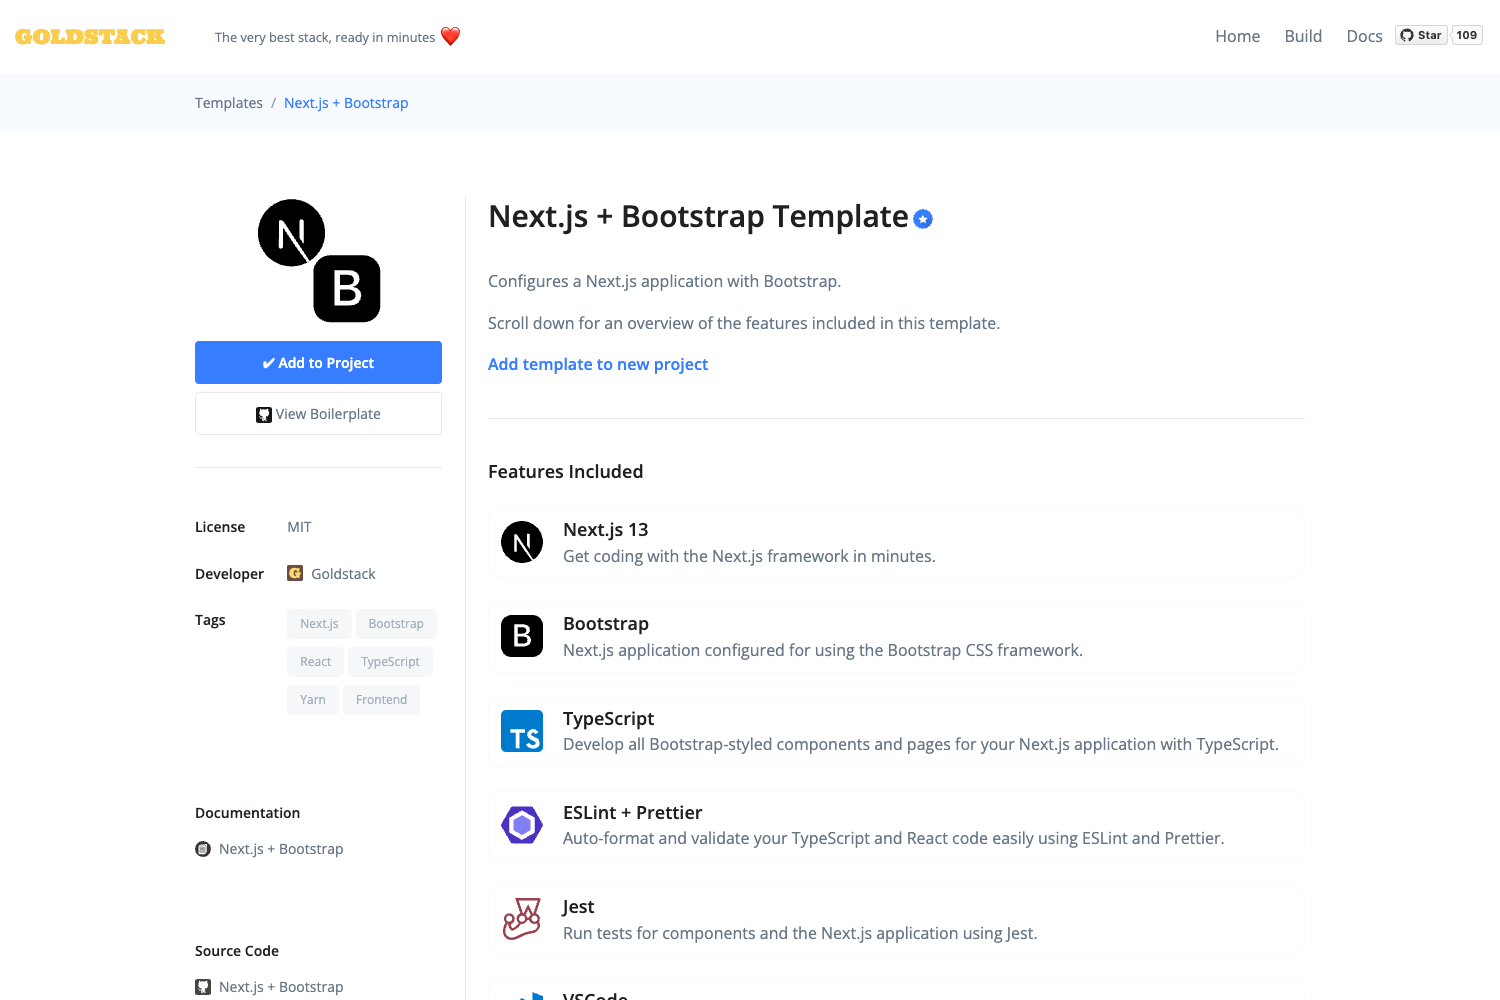 GOLDSTACK
The very best stack, ready in minutes ❤️
Home
Build
Docs
Star
109
Templates / Next.js + Bootstrap
N
B
✔ Add to Project
View Boilerplate
License MIT
Developer Goldstack
Tags
Next.js Bootstrap
React TypeScript
Yarn Frontend
Documentation
Next.js + Bootstrap
Source Code
Next.js + Bootstrap
Next.js + Bootstrap Template
Configures a Next.js application with Bootstrap.
Scroll down for an overview of the features included in this template.
Add template to new project
Features Included
N
Next.js 13
Get coding with the Next.js framework in minutes.
B
Bootstrap
Next.js application configured for using the Bootstrap CSS framework.
TS
TypeScript
Develop all Bootstrap-styled components and pages for your Next.js application with TypeScript.
ESLint + Prettier
Auto-format and validate your TypeScript and React code easily using ESLint and Prettier.
Jest
Run tests for components and the Next.js application using Jest.
VSCode